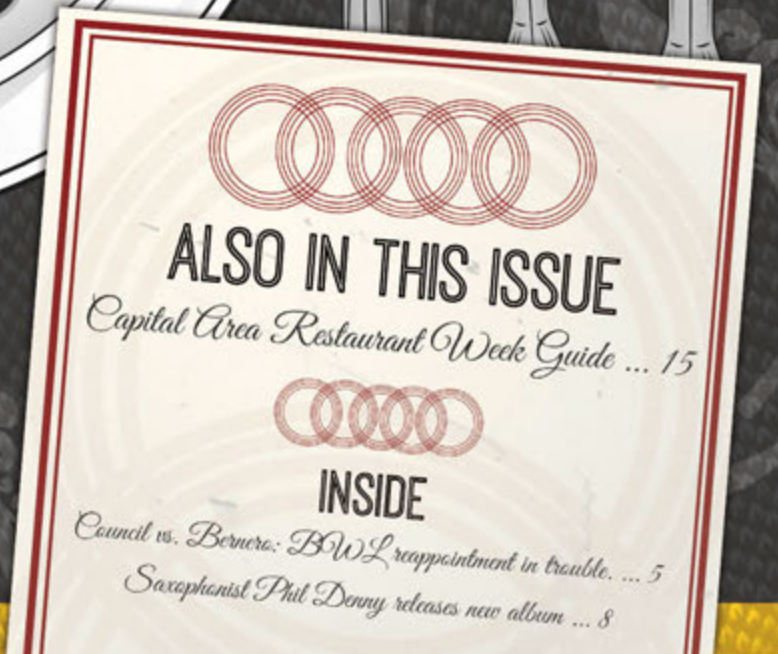 ALSO IN THIS ISSUE
Capital Area Restaurant Week Guide ... 15
INSIDE
Council vs. Bernero: BWL reappointment in trouble. ... 5
Saxophonist Phil Denny releases new album ... 8